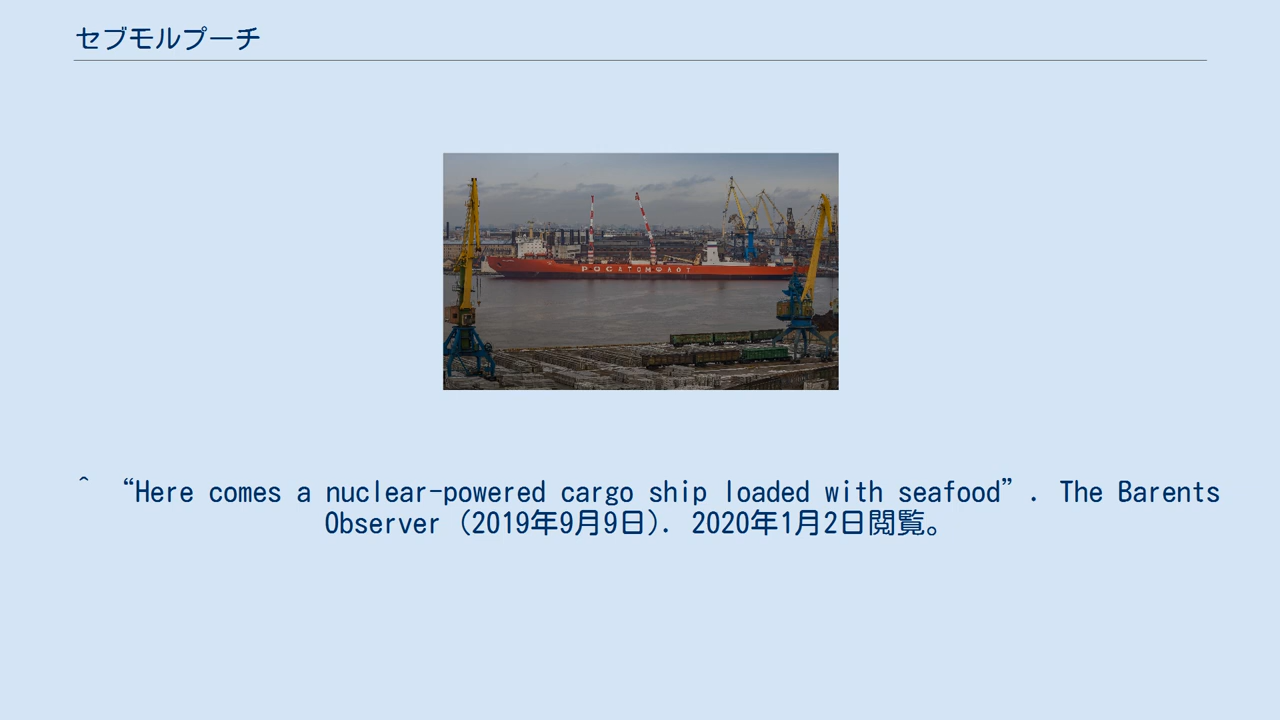 セブモルプーチ
РОСАТОМФЛОТ
^ “Here comes a nuclear-powered cargo ship loaded with seafood”. The Barents
Observer (2019年9月9日). 2020年1月2日閲覧。